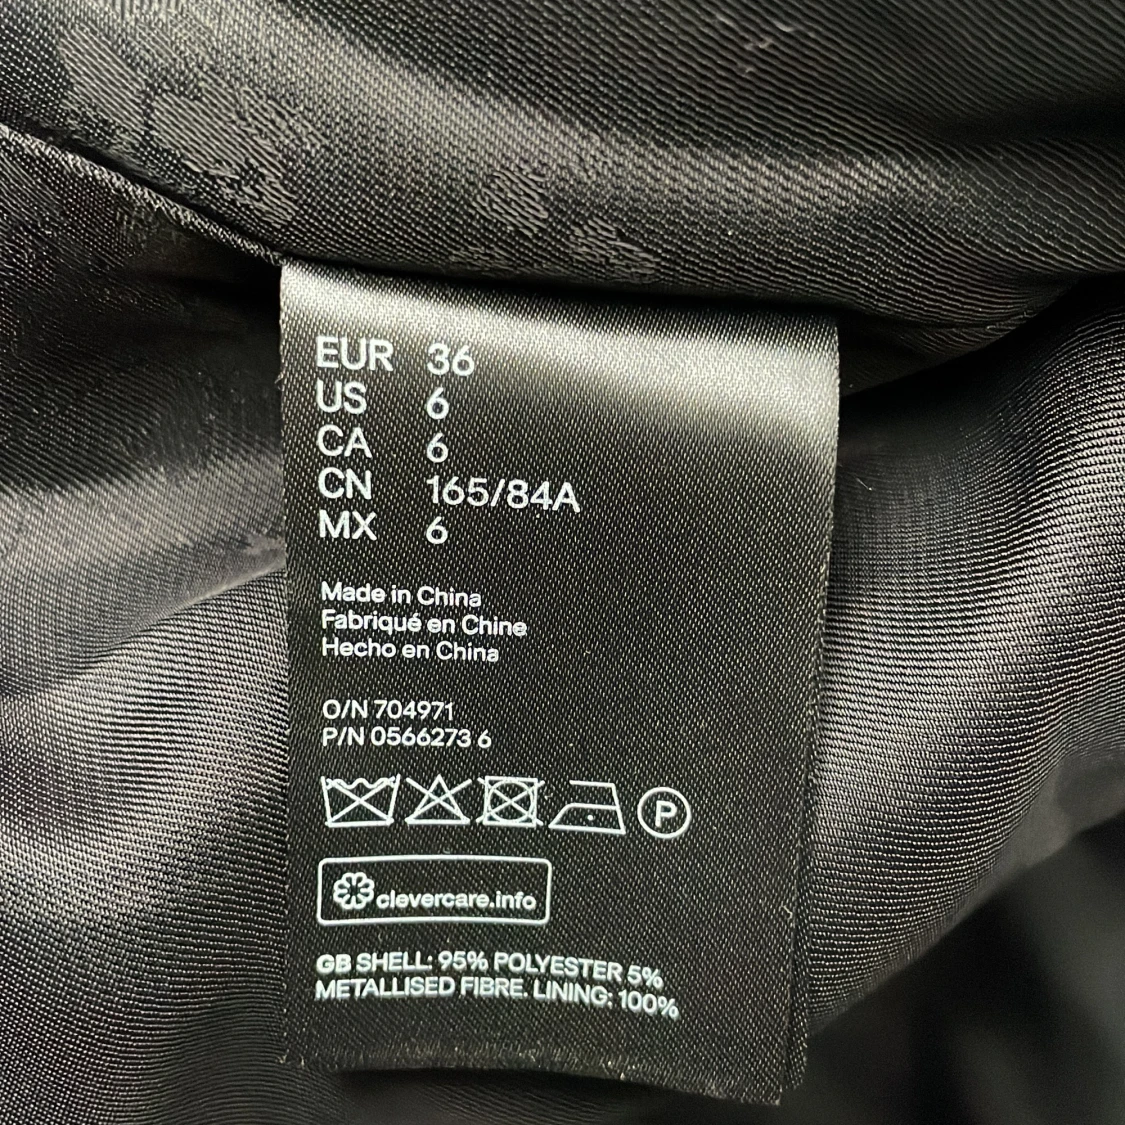 EUR 36
US 6
CA 6
CN 165/84A
MX 6
Made in China
Fabriqué en Chine
Hecho en China
O/N 704971
P/N 0566273 6
P
clevercare.info
GB SHELL: 95% POLYESTER 5%
METALLISED FIBRE. LINING: 100%